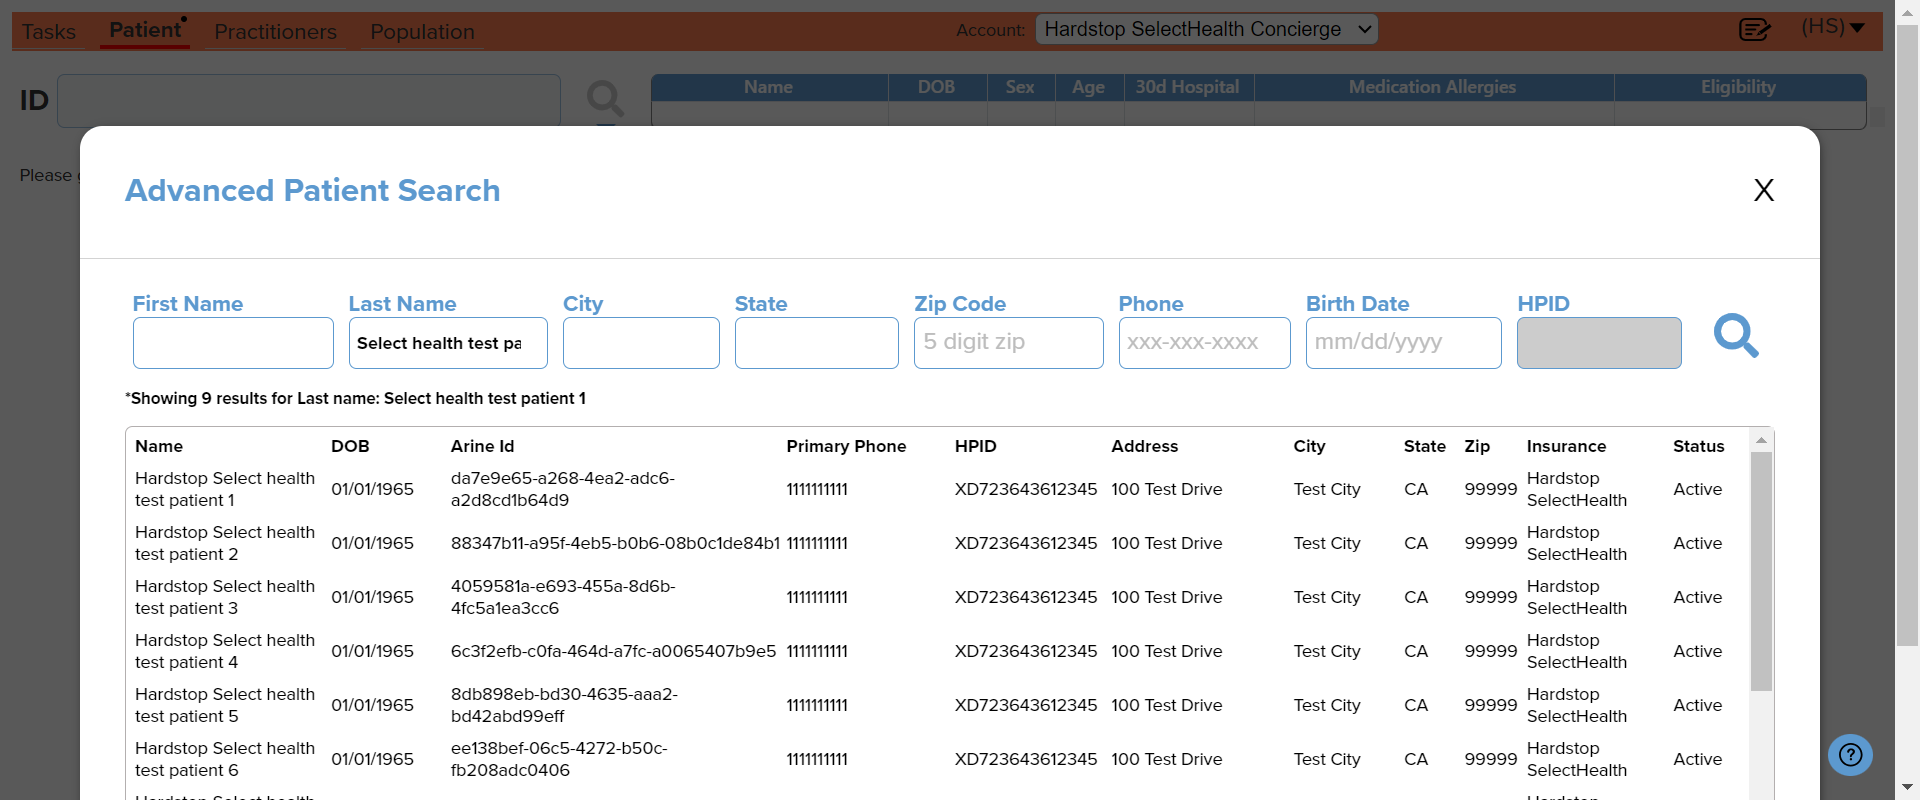 Tasks Patient Practitioners Population Account: Hardstop SelectHealth Concierge (HS)
ID Name DOB Sex Age 30d Hospital Medication Allergies Eligibility
Please
Advanced Patient Search X
First Name Last Name City State Zip Code Phone Birth Date HPID
Select health test pa 5 digit zip xxx-xxx-xxxx mm/dd/yyyy
*Showing 9 results for Last name: Select health test patient 1
Name DOB Arine Id Primary Phone HPID Address City State Zip Insurance Status
Hardstop Select health test patient 1 01/01/1965 da7e9e65-a268-4ea2-adc6-a2d8cd1b64d9 1111111111 XD723643612345 100 Test Drive Test City CA 99999 Hardstop SelectHealth Active
Hardstop Select health test patient 2 01/01/1965 88347b11-a95f-4eb5-b0b6-08b0c1de84b1 1111111111 XD723643612345 100 Test Drive Test City CA 99999 Hardstop SelectHealth Active
Hardstop Select health test patient 3 01/01/1965 4059581a-e693-455a-8d6b-4fc5a1ea3cc6 1111111111 XD723643612345 100 Test Drive Test City CA 99999 Hardstop SelectHealth Active
Hardstop Select health test patient 4 01/01/1965 6c3f2efb-c0fa-464d-a7fc-a0065407b9e5 1111111111 XD723643612345 100 Test Drive Test City CA 99999 Hardstop SelectHealth Active
Hardstop Select health test patient 5 01/01/1965 8db898eb-bd30-4635-aaa2-bd42abd99eff 1111111111 XD723643612345 100 Test Drive Test City CA 99999 Hardstop SelectHealth Active
Hardstop Select health test patient 6 01/01/1965 ee138bef-06c5-4272-b50c-fb208adc0406 1111111111 XD723643612345 100 Test Drive Test City CA 99999 Hardstop SelectHealth Active